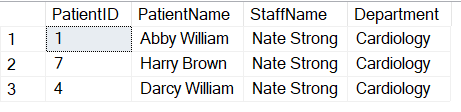 PatientID PatientName StaffName Department
1 1 Abby William Nate Strong Cardiology
2 7 Harry Brown Nate Strong Cardiology
3 4 Darcy William Nate Strong Cardiology